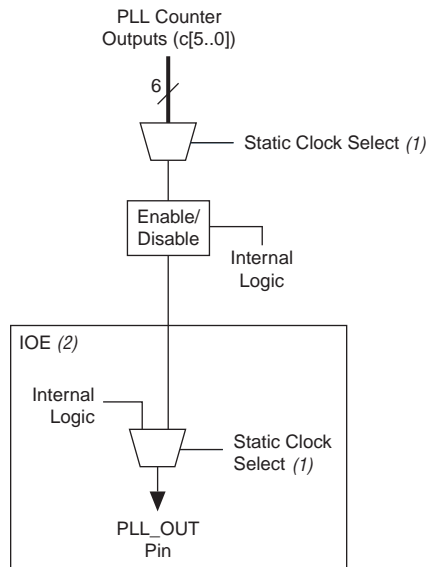 PLL Counter
Outputs (c[5..0])
6
Static Clock Select (1)
Enable/
Disable
Internal
Logic
IOE (2)
Internal
Logic
Static Clock
Select (1)
PLL_OUT
Pin